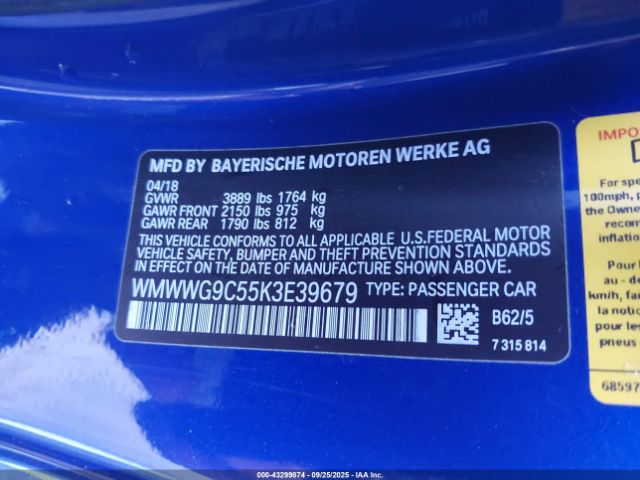 MFD BY BAYERISCHE MOTOREN WERKE AG
04/18
GVWR 3889 lbs 1764 kg
GAWR FRONT 2150 lbs 975 kg
GAWR REAR 1790 lbs 812 kg
THIS VEHICLE CONFORMS TO ALL APPLICABLE U.S.FEDERAL MOTOR
VEHICLE SAFETY, BUMPER, AND THEFT PREVENTION STANDARDS
IN EFFECT ON THE DATE OF MANUFACTURE SHOWN ABOVE.
WMWWG9C55K3E39679 TYPE: PASSENGER CAR
B62/5
7 315 814
IMPO
For spe
100mph, p
the Owne
recom
inflatio
Pour
au - de
km/h, fa
la notic
pour les
pneus
68597
000-43299874 | 09/25/2025 | IAAI.COM